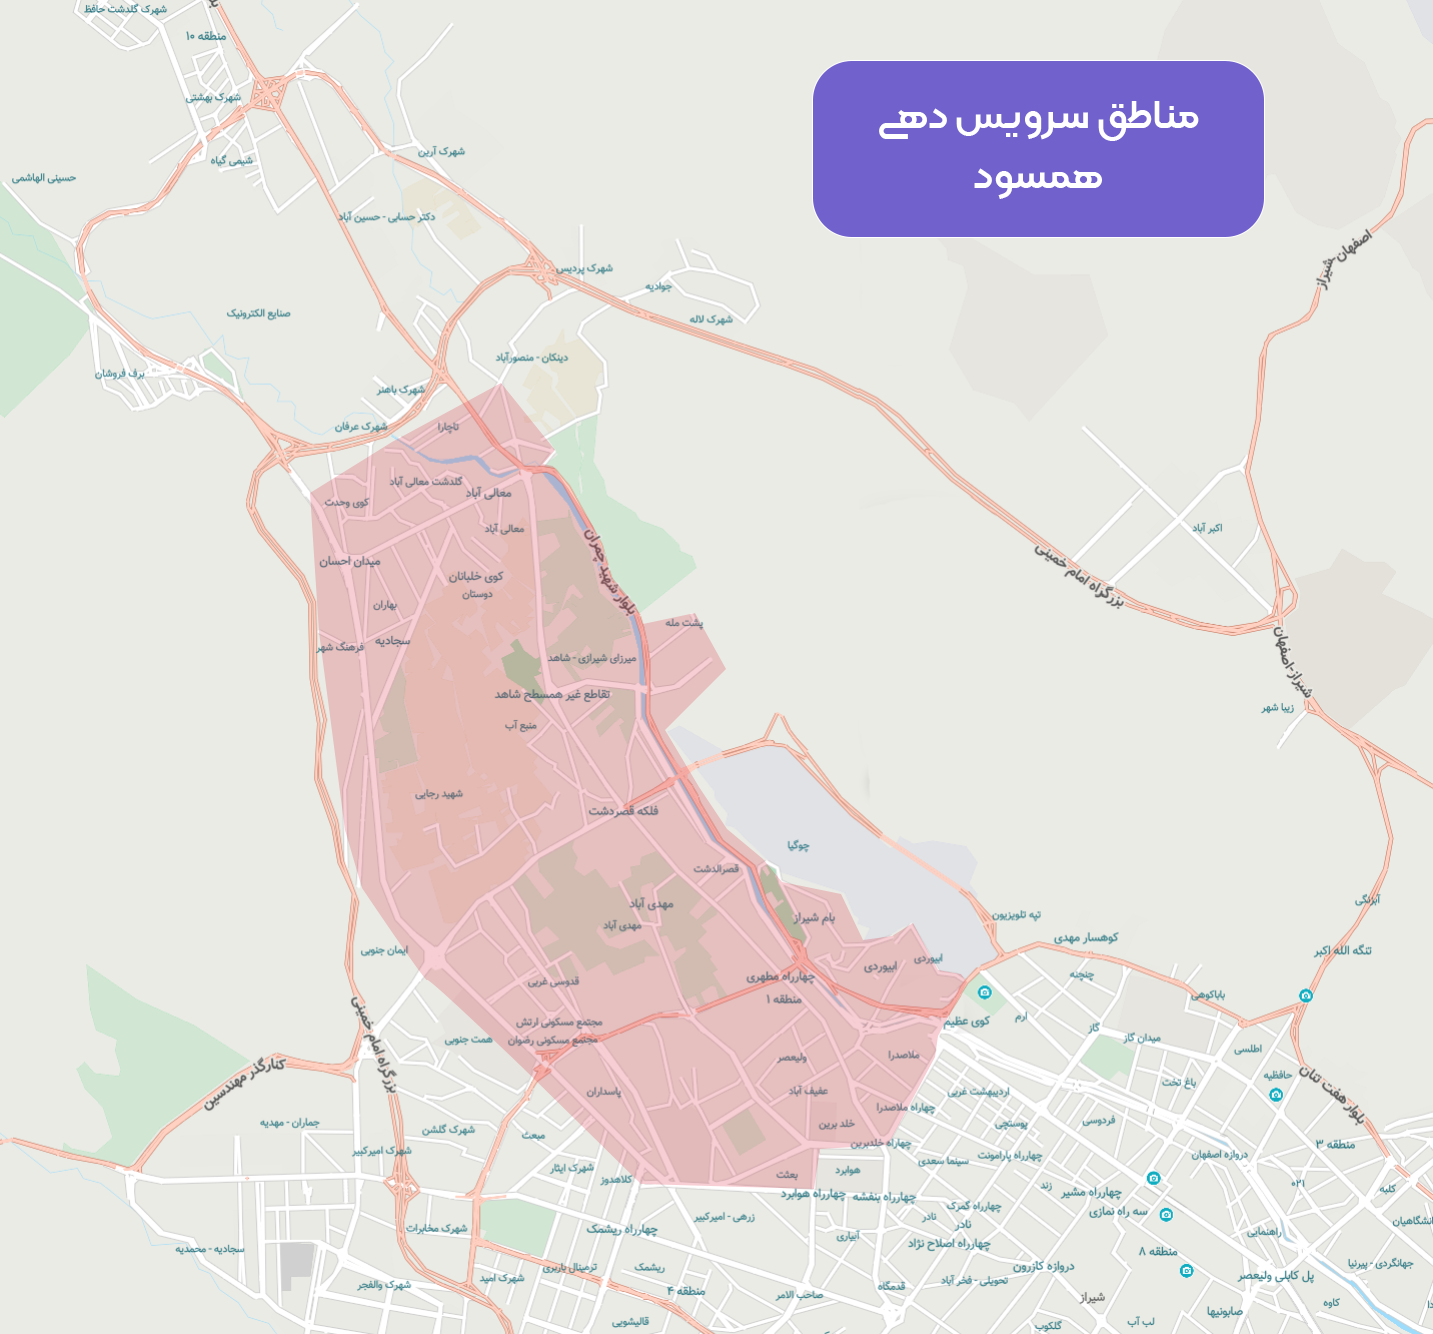 مناطق سرویس دهی
همسود
شهرک گلدشت حافظ
منطقه ۱۰
شهرک بهشتی
شهرک آرین
شیمی گیاه
حسینی الهاشمی
دکتر حسابی - حسین آباد
اصفهان
شیراز
شهرک پردیس
جوادیه
صنایع الکترونیک
شهرک لاله
دینکان - منصورآباد
برف فروشان
شهرک باهنر
شهرک عرفان
تاچارا
گلدشت معالی آباد
معالی آباد
کوی وحدت
معالی آباد
اکبر آباد
بلوار شهید چمران
بزرگراه امام خمینی
میدان احسان
کوی خلبانان
دوستان
بهاران
پشت مله
سجادیه
فرهنگ شهر
میرزای شیرازی - شاهد
شیراز-اصفهان
تقاطع غیر همسطح شاهد
زیبا شهر
منبع آب
شهید رجایی
فلکه قصردشت
چوگیا
قصرالدشت
مهدی آباد
آبزنگی
بام شیراز
تپه تلویزیون
مهدی آباد
کوهسار مهدی
تنگه الله اکبر
ایمان جنوبی
ابیوردی
ابیوردی
چنچنه
قدوسی غربی
چهارراه مطهری
باباکوهی
منطقه ۱
مجتمع مسکونی ارتش
کوی عظیم
ارم
گاز
میدان گاز
همت جنوبی
مجتمع مسکونی رضوان
بزرگراه امام خمینی
اطلسی
ملاصدرا
ولیعصر
کنارگذر مهندسین
حافظیه
باغ تخت
بلوار هفت تنان
پاسداران
عفیف آباد
اردیبهشت غربی
چهاراه ملاصدرا
جماران - مهدیه
شهرک گلشن
مبعث
خلد برین
پوستچی
فردوسی
چهاراه خلدبرین
منطقه ۳
شهرک امیرکبیر
شهرک ایثار
سینما سعدی
چهارراه پارامونت
دروازه اصفهان
کلاهدوز
بعثت
هوابرد
زند
۰۲۱
کلبه
چهارراه هوابرد
چهارراه بنفشه
چهارراه مشیر
سه راه نمازی
چهارراه گمرک
نادر
زرهی - امیرکبیر
چهارراه ریشمک
نادر
شهرک مخابرات
آبیاری
چهارراه اصلاح نژاد
راهنمایی
دانشگاهیان
سجادیه - محمدیه
منطقه ۸
جهانگردی - پیرنیا
ترمینال باربری
ریشمک
دروازه کازرون
شهرک امید
شهرک والفجر
قدمگاه
تحویلی - فخر آباد
پل کابلی ولیعصر
منطقه ۴
صاحب الامر
شیراز
کاوه
صابونیها
قالیشویی
گلکوب
لب آب